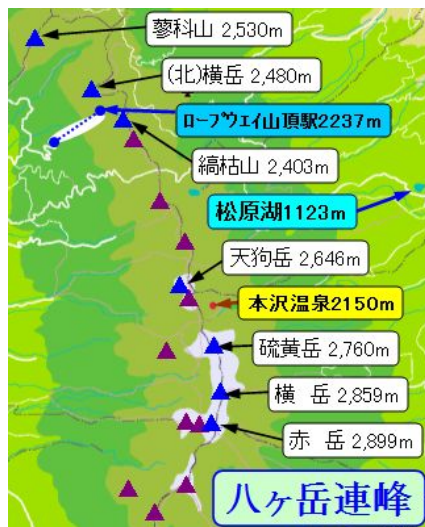 蓼科山 2,530m
(北)横岳 2,480m
ロープウェイ山頂駅2237m
縞枯山 2,403m
松原湖1123m
天狗岳 2,646m
本沢温泉2150m
硫黄岳 2,760m
横 岳 2,859m
赤 岳 2,899m
八ヶ岳連峰